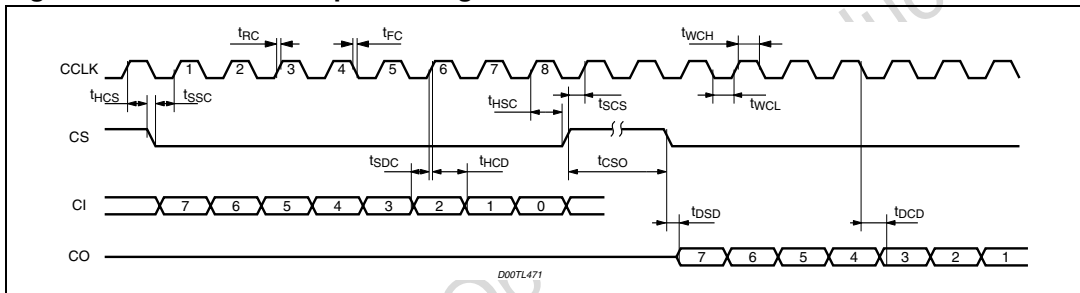 tRC
tFC
tWCH
CCLK
1 2 3 4 5 6 7 8
tHCS
tSSC
tHSC
tSCS
tWCL
CS
tSDC
tHCD
tCSO
CI
7 6 5 4 3 2 1 0
tDSD
tDCD
CO
7 6 5 4 3 2 1
D00TL471